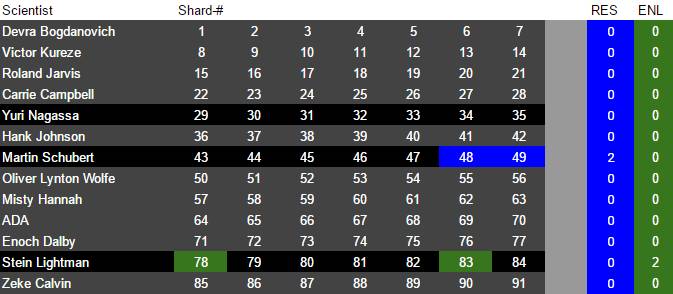 Scientist Shard-# RES ENL
Devra Bogdanovich 1 2 3 4 5 6 7 0 0
Victor Kureze 8 9 10 11 12 13 14 0 0
Roland Jarvis 15 16 17 18 19 20 21 0 0
Carrie Campbell 22 23 24 25 26 27 28 0 0
Yuri Nagassa 29 30 31 32 33 34 35 0 0
Hank Johnson 36 37 38 39 40 41 42 0 0
Martin Schubert 43 44 45 46 47 48 49 2 0
Oliver Lynton Wolfe 50 51 52 53 54 55 56 0 0
Misty Hannah 57 58 59 60 61 62 63 0 0
ADA 64 65 66 67 68 69 70 0 0
Enoch Dalby 71 72 73 74 75 76 77 0 0
Stein Lightman 78 79 80 81 82 83 84 0 2
Zeke Calvin 85 86 87 88 89 90 91 0 0